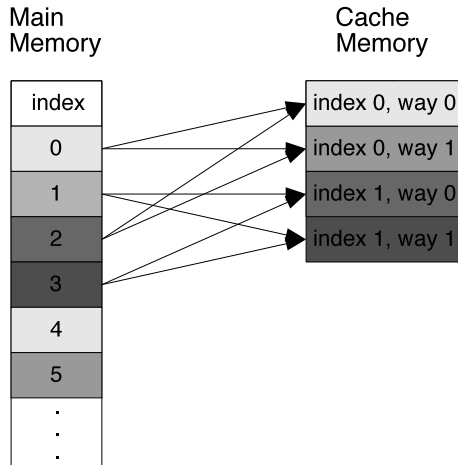 Main
Memory
Cache
Memory
index
0
1
2
3
4
5
.
.
.
index 0, way 0
index 0, way 1
index 1, way 0
index 1, way 1